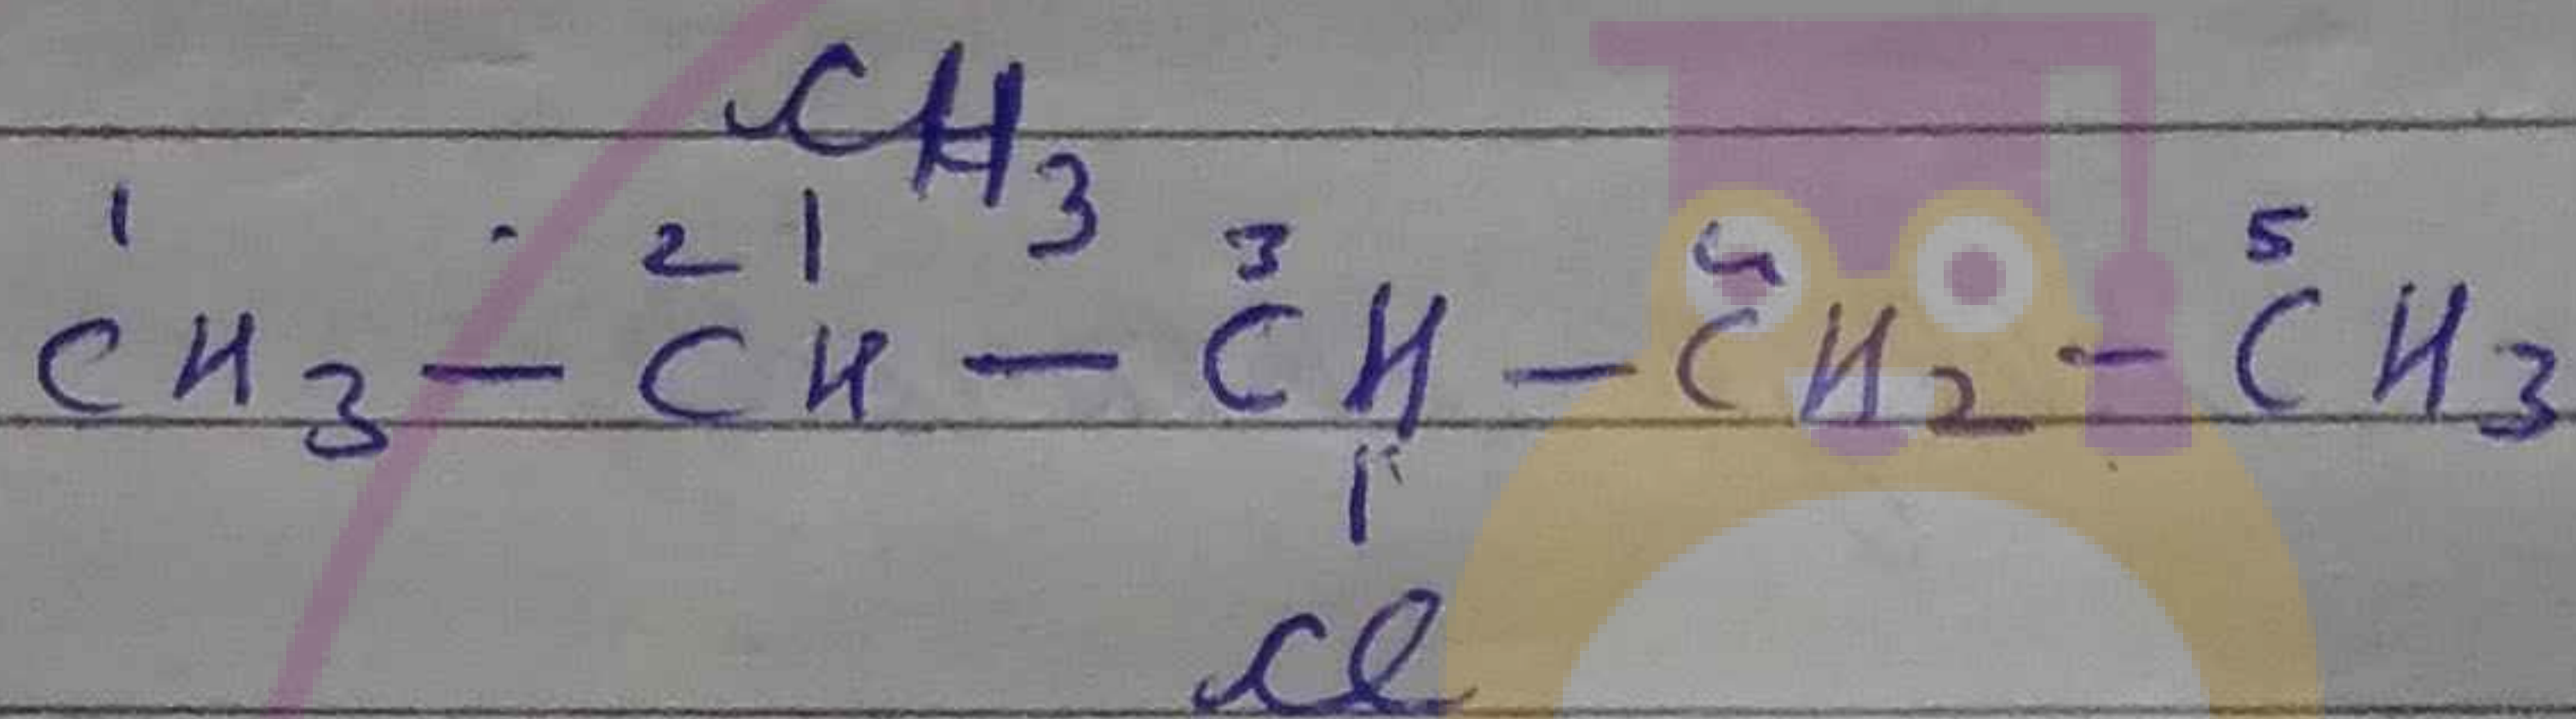 CH3
1 2 | 3 4 5
CH3 — CH — CH — CH2 - CH3
|
Cl